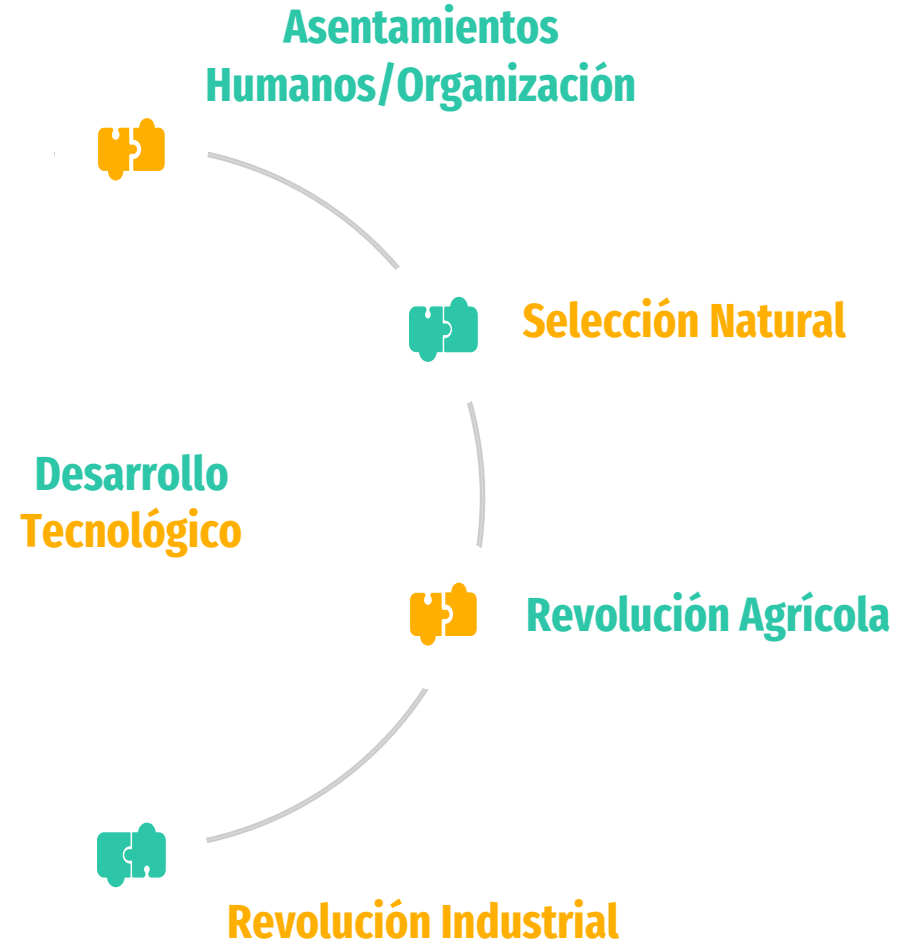 Asentamientos
Humanos/Organización
Selección Natural
Desarrollo
Tecnológico
Revolución Agrícola
Revolución Industrial